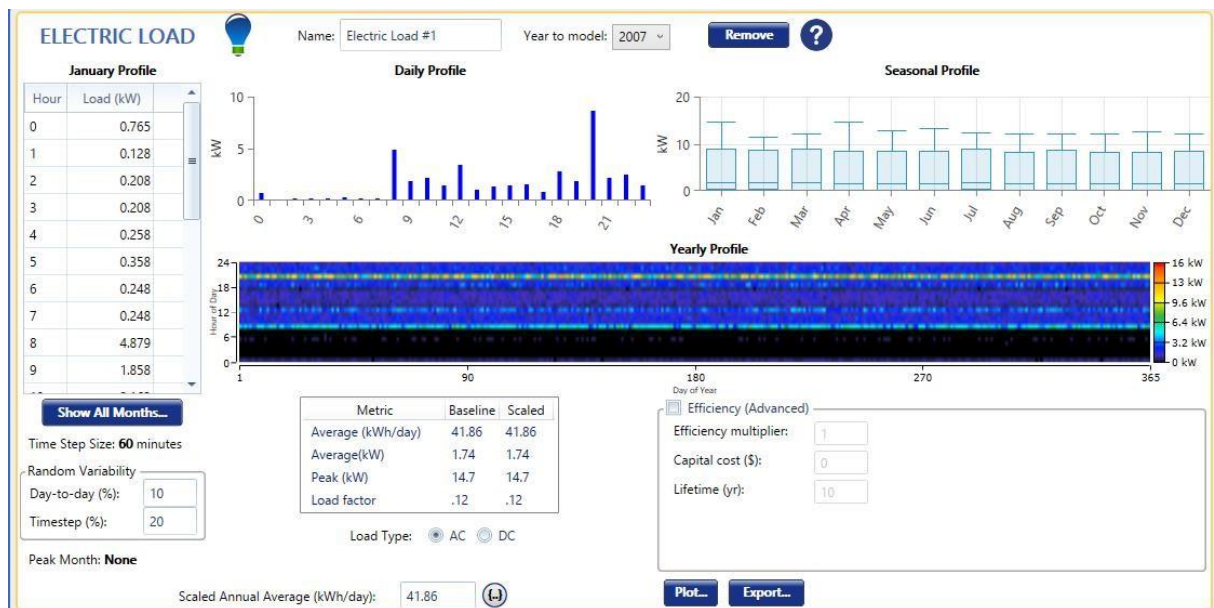 ELECTRIC LOAD
Name: Electric Load #1
Year to model: 2007
Remove
?
January Profile
Hour Load (kW)
0 0.765
1 0.128
2 0.208
3 0.208
4 0.258
5 0.358
6 0.248
7 0.248
8 4.879
9 1.858
Show All Months...
Time Step Size: 60 minutes
Random Variability
Day-to-day (%): 10
Timestep (%): 20
Peak Month: None
Daily Profile
kW
10
5
0
0 3 6 9 12 15 18 21
Seasonal Profile
kW
20
10
0
Jan Feb Mar Apr May Jun Jul Aug Sep Oct Nov Dec
Yearly Profile
Hour of Day
24
18
12
6
0
1 90 180 270 365
Day of Year
16 kW
13 kW
9.6 kW
6.4 kW
3.2 kW
0 kW
Metric Baseline Scaled
Average (kWh/day) 41.86 41.86
Average(kW) 1.74 1.74
Peak (kW) 14.7 14.7
Load factor .12 .12
Load Type: AC DC
Scaled Annual Average (kWh/day): 41.86 {..}
Efficiency (Advanced)
Efficiency multiplier: 1
Capital cost ($): 0
Lifetime (yr): 10
Plot... Export...